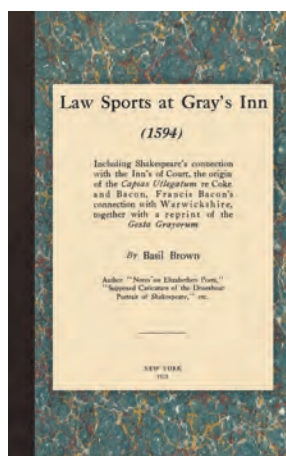 Law Sports at Gray's Inn
(1594)
Including Shakespeare's connection
with the Inn's of Court, the origin
of the Capias Utlegatum re Coke
and Bacon, Francis Bacon's
connection with Warwickshire,
together with a reprint of the
Gesta Grayorum
By Basil Brown
Author "Notes on Elizabethan Poets,"
"Supposed Caricature of the Droeshout
Portrait of Shakespeare," etc.
NEW YORK